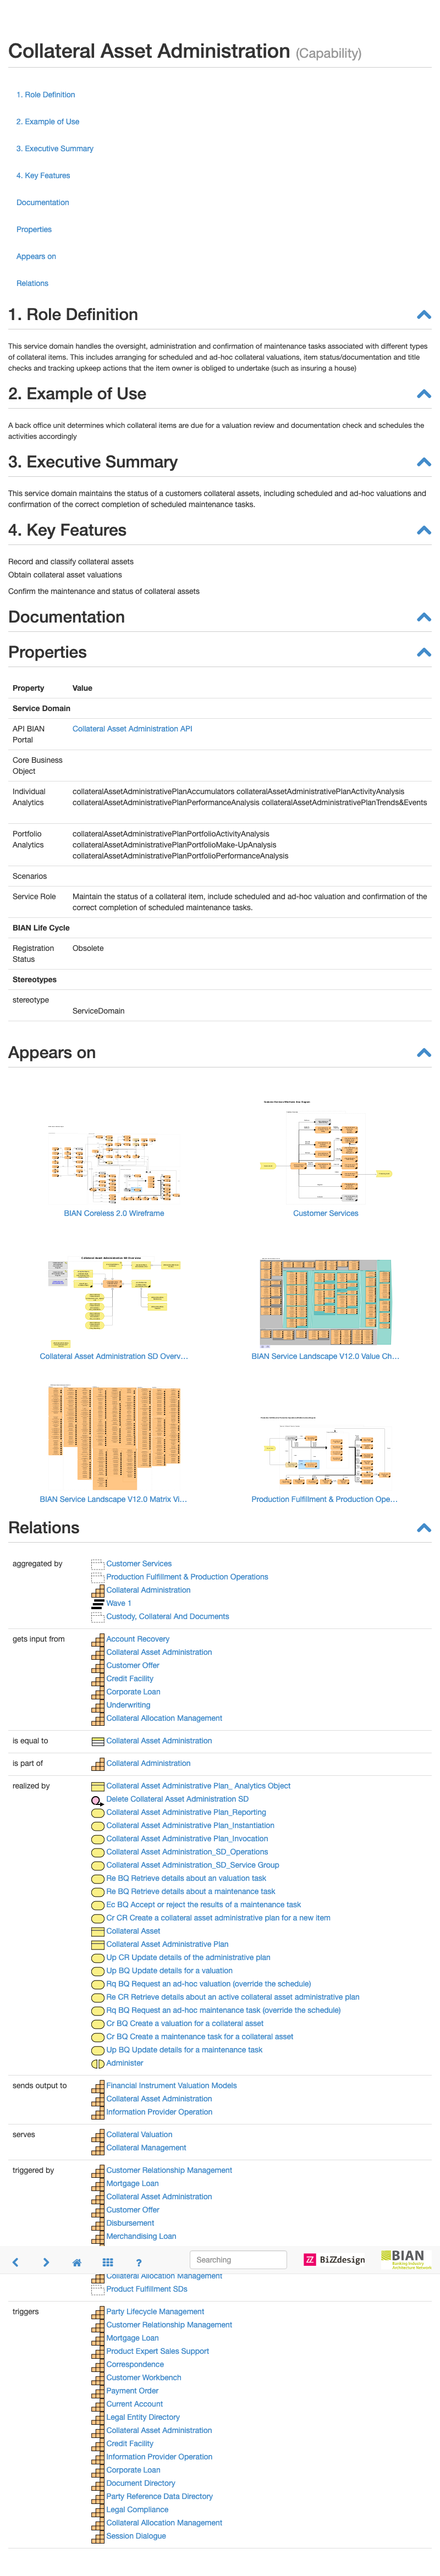 Collateral Asset Administration (Capability)
1. Role Definition
2. Example of Use
3. Executive Summary
4. Key Features
Documentation
Properties
Appears on
Relations
1. Role Definition
This service domain handles the oversight, administration and confirmation of maintenance tasks associated with different types
of collateral items. This includes arranging for scheduled and ad-hoc collateral valuations, item status/documentation and title
checks and tracking upkeep actions that the item owner is obliged to undertake (such as insuring a house)
2. Example of Use
A back office unit determines which collateral items are due for a valuation review and documentation check and schedules the
activities accordingly
3. Executive Summary
This service domain maintains the status of a customers collateral assets, including scheduled and ad-hoc valuations and
confirmation of the correct completion of scheduled maintenance tasks.
4. Key Features
Record and classify collateral assets
Obtain collateral asset valuations
Confirm the maintenance and status of collateral assets
Documentation
Properties
Property Value
Service Domain
API BIAN Collateral Asset Administration API
Portal
Core Business
Object
Individual collateralAssetAdministrativePlanAccumulators collateralAssetAdministrativePlanActivityAnalysis
Analytics collateralAssetAdministrativePlanPerformanceAnalysis collateralAssetAdministrativePlanTrends&Events
Portfolio collateralAssetAdministrativePlanPortfolioActivityAnalysis
Analytics collateralAssetAdministrativePlanPortfolioMake-UpAnalysis
collateralAssetAdministrativePlanPortfolioPerformanceAnalysis
Scenarios
Service Role Maintain the status of a collateral item, include scheduled and ad-hoc valuation and confirmation of the
correct completion of scheduled maintenance tasks.
BIAN Life Cycle
Registration Obsolete
Status
Stereotypes
stereotype
ServiceDomain
Appears on
BIAN Coreless 2.0 Wireframe
Customer Services
Collateral Asset Administration SD Overv...
BIAN Service Landscape V12.0 Value Ch...
BIAN Service Landscape V12.0 Matrix Vi...
Production Fulfillment & Production Ope...
Relations
aggregated by Customer Services
Production Fulfillment & Production Operations
Collateral Administration
Wave 1
Custody, Collateral And Documents
gets input from Account Recovery
Collateral Asset Administration
Customer Offer
Credit Facility
Corporate Loan
Underwriting
Collateral Allocation Management
is equal to Collateral Asset Administration
is part of Collateral Administration
realized by Collateral Asset Administrative Plan_ Analytics Object
Delete Collateral Asset Administration SD
Collateral Asset Administrative Plan_Reporting
Collateral Asset Administrative Plan_Instantiation
Collateral Asset Administrative Plan_Invocation
Collateral Asset Administration_SD_Operations
Collateral Asset Administration_SD_Service Group
Re BQ Retrieve details about an valuation task
Re BQ Retrieve details about a maintenance task
Ec BQ Accept or reject the results of a maintenance task
Cr CR Create a collateral asset administrative plan for a new item
Collateral Asset
Collateral Asset Administrative Plan
Up CR Update details of the administrative plan
Up BQ Update details for a valuation
Rq BQ Request an ad-hoc valuation (override the schedule)
Re CR Retrieve details about an active collateral asset administrative plan
Rq BQ Request an ad-hoc maintenance task (override the schedule)
Cr BQ Create a valuation for a collateral asset
Cr BQ Create a maintenance task for a collateral asset
Up BQ Update details for a maintenance task
Administer
sends output to Financial Instrument Valuation Models
Collateral Asset Administration
Information Provider Operation
serves Collateral Valuation
Collateral Management
triggered by Customer Relationship Management
Mortgage Loan
Collateral Asset Administration
Customer Offer
Disbursement
Merchandising Loan
Searching
BiZZdesign
BIAN
Banking Industry
Architecture Network
Collateral Allocation Management
Product Fulfillment SDs
triggers Party Lifecycle Management
Customer Relationship Management
Mortgage Loan
Product Expert Sales Support
Correspondence
Customer Workbench
Payment Order
Current Account
Legal Entity Directory
Collateral Asset Administration
Credit Facility
Information Provider Operation
Corporate Loan
Document Directory
Party Reference Data Directory
Legal Compliance
Collateral Allocation Management
Session Dialogue